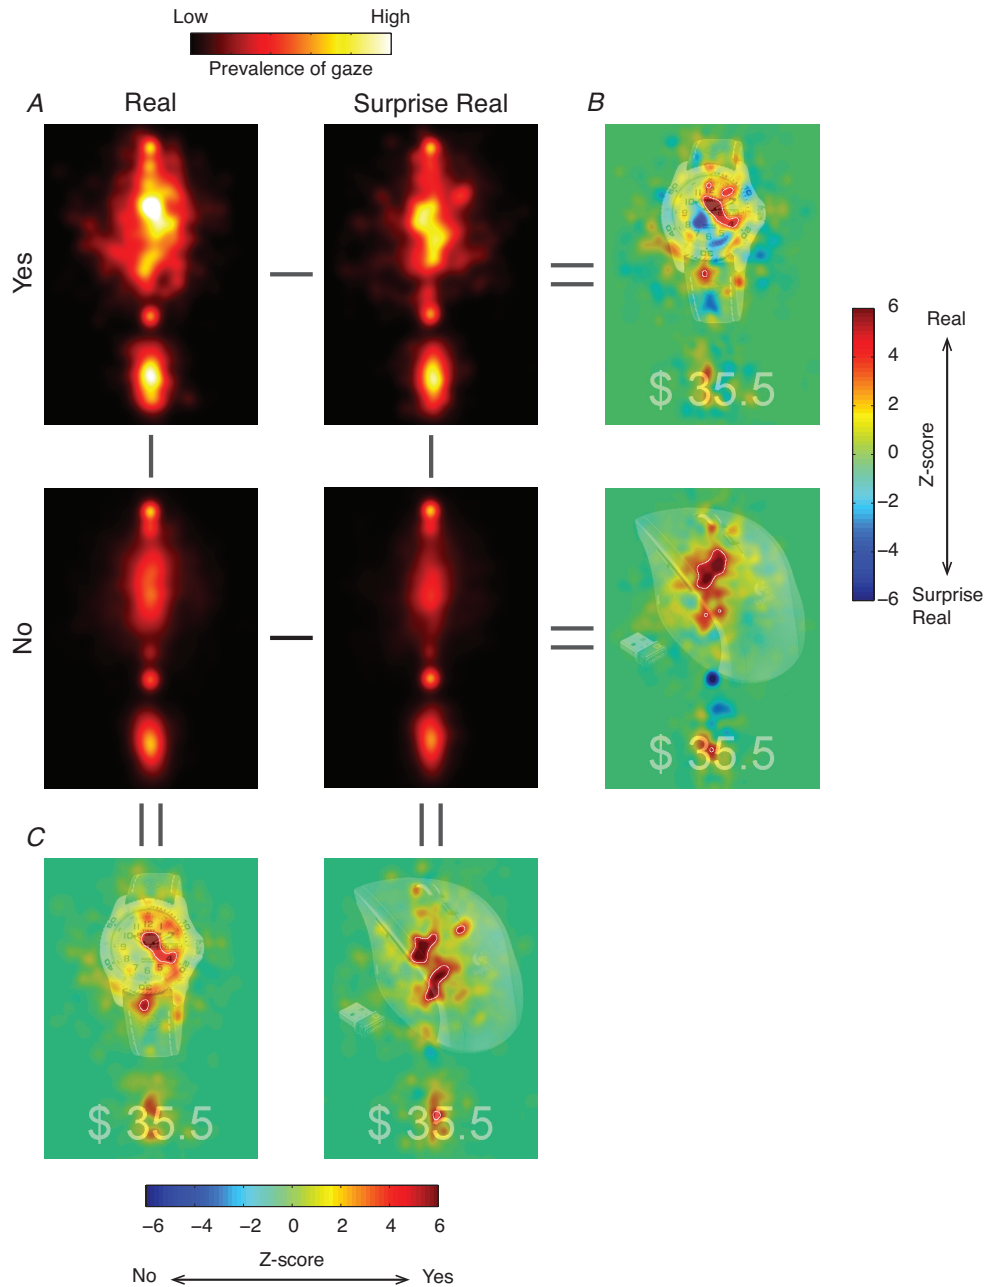 Low High
Prevalence of gaze
A Real Surprise Real B
Yes
$ 35.5
6
4
2
0
−2
−4
−6
Z-score
Real
Surprise
Real
No
$ 35.5
C
$ 35.5 $ 35.5
−6 −4 −2 0 2 4 6
Z-score
No Yes